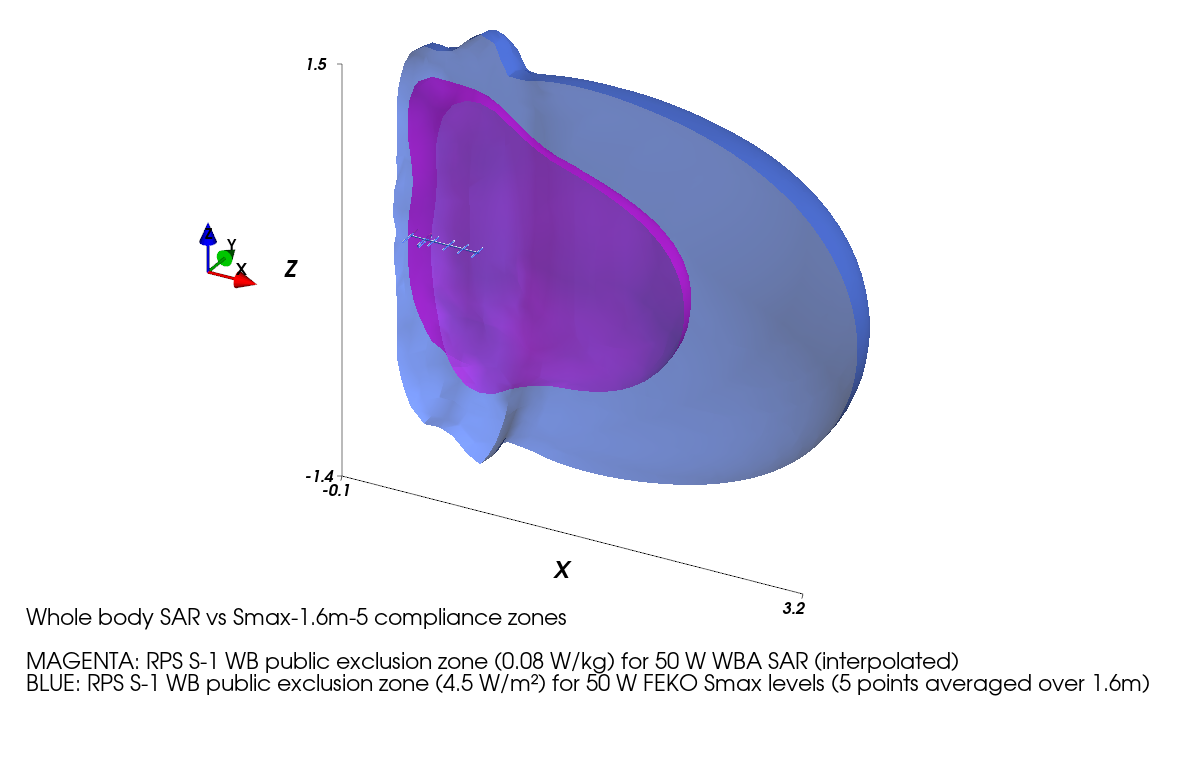 1.5
Z
Y
X
Z
-1.4
-0.1
X
3.2
Whole body SAR vs Smax-1.6m-5 compliance zones
MAGENTA: RPS S-1 WB public exclusion zone (0.08 W/kg) for 50 W WBA SAR (interpolated)
BLUE: RPS S-1 WB public exclusion zone (4.5 W/m²) for 50 W FEKO Smax levels (5 points averaged over 1.6m)